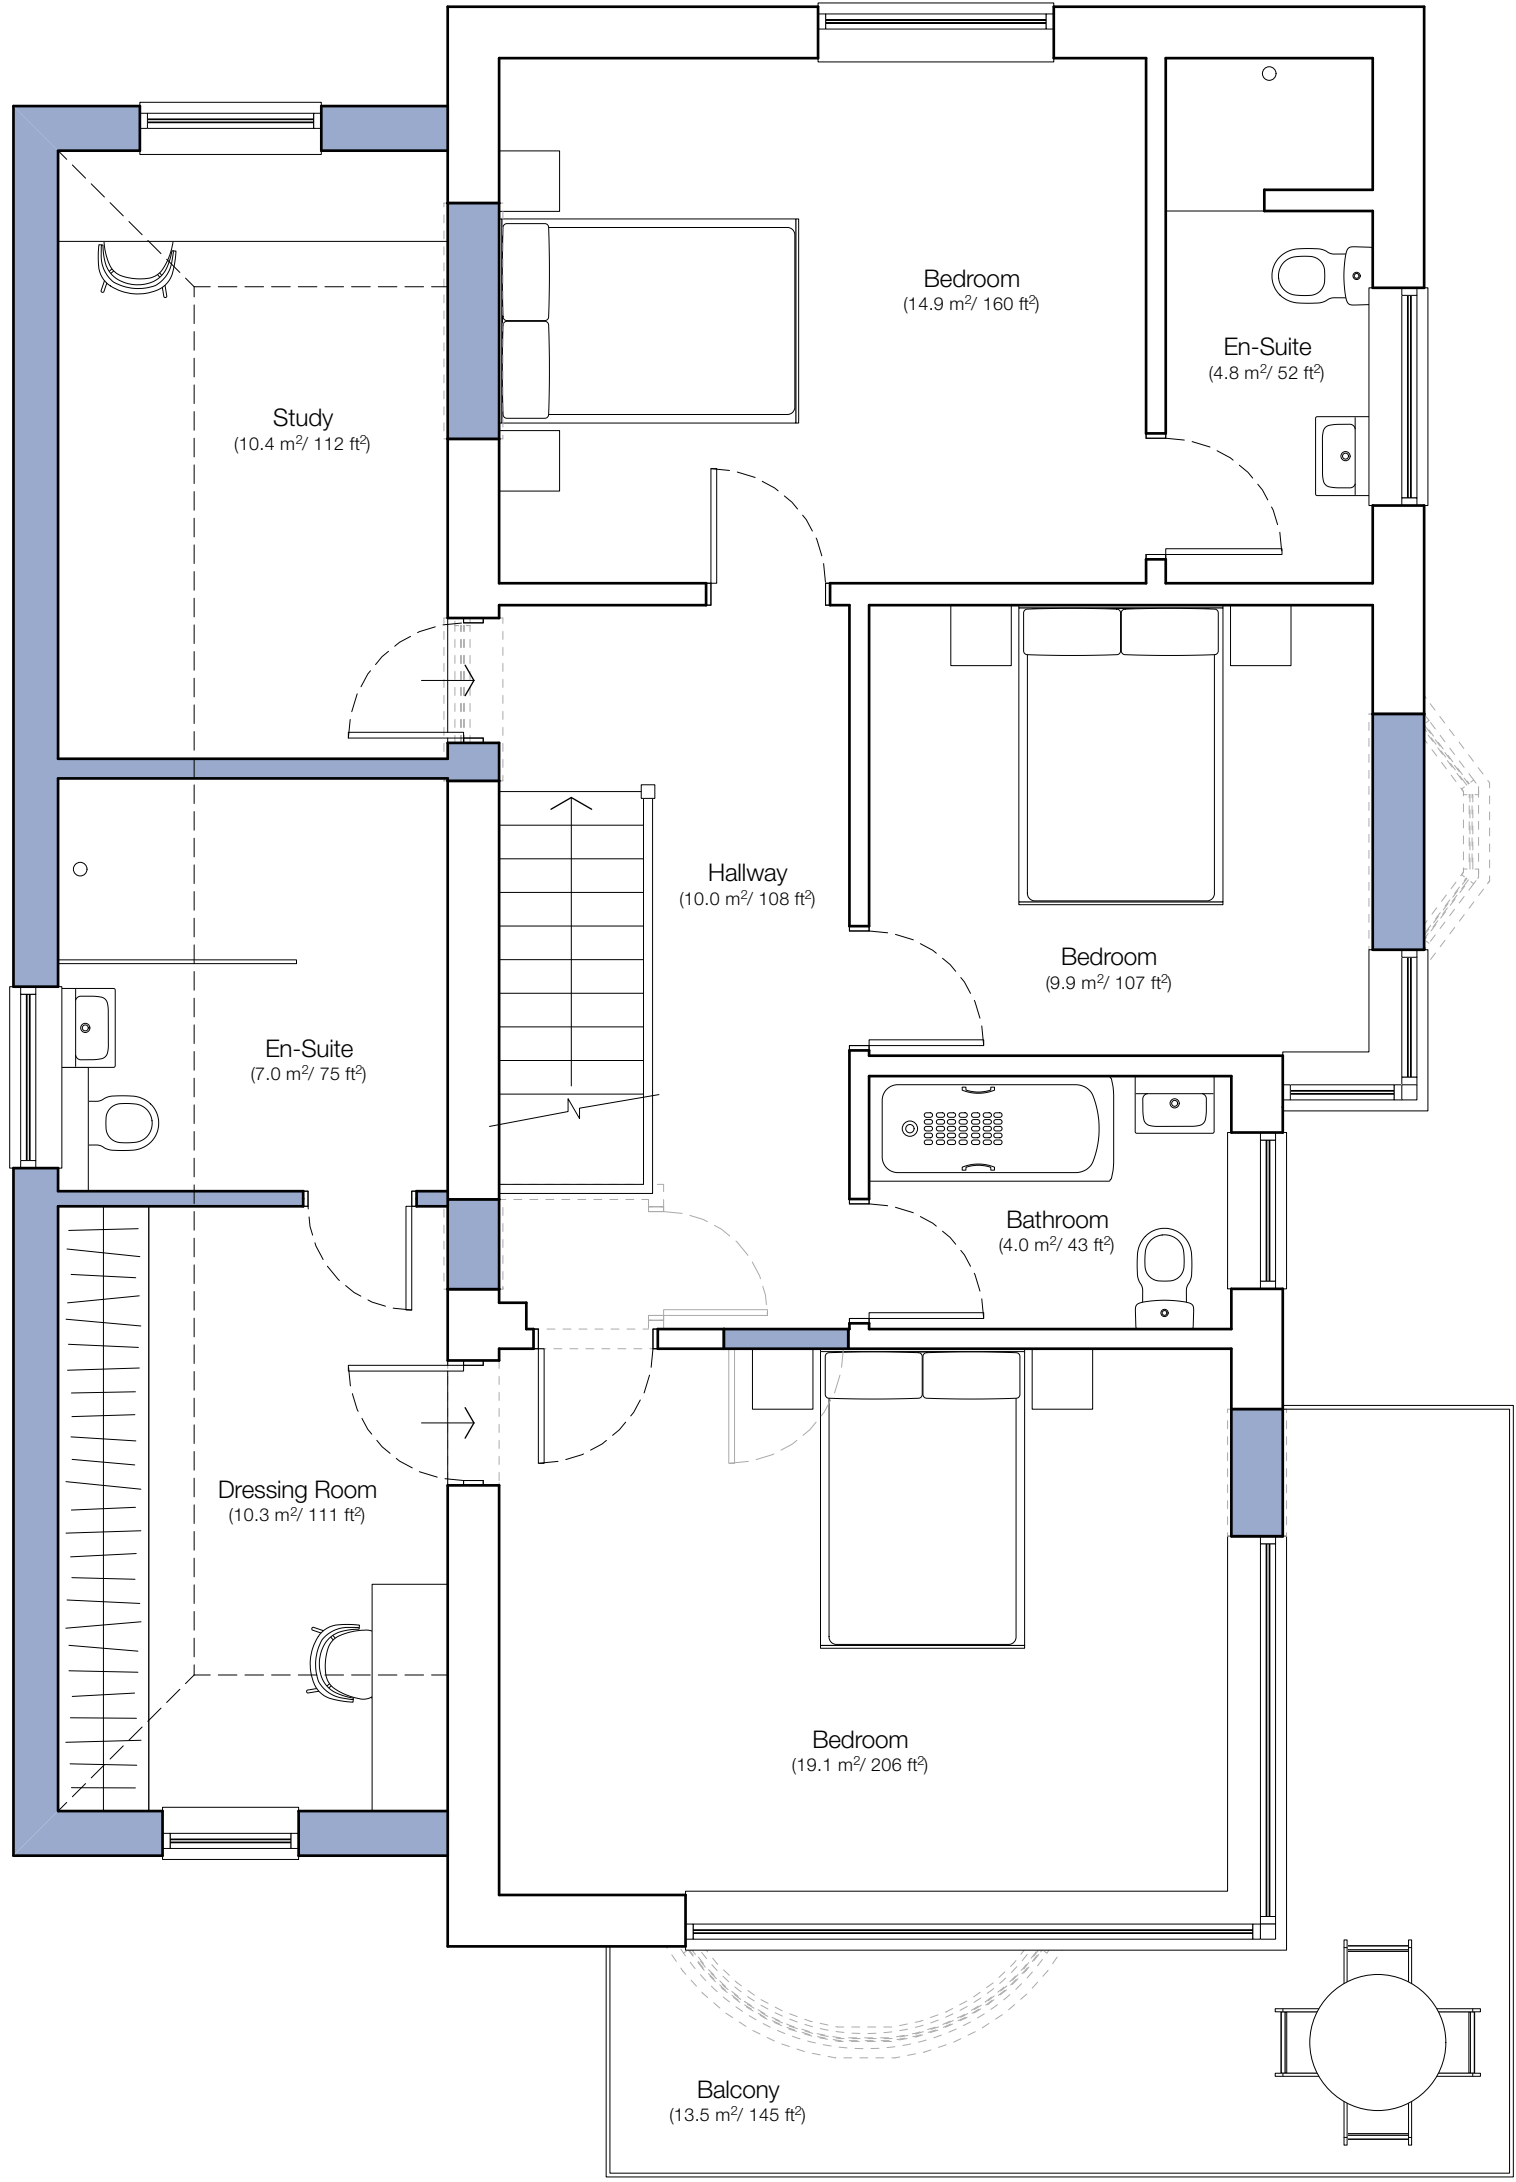 Bedroom
(14.9 m²/ 160 ft²)
En-Suite
(4.8 m²/ 52 ft²)
Study
(10.4 m²/ 112 ft²)
Hallway
(10.0 m²/ 108 ft²)
Bedroom
(9.9 m²/ 107 ft²)
En-Suite
(7.0 m²/ 75 ft²)
Bathroom
(4.0 m²/ 43 ft²)
Dressing Room
(10.3 m²/ 111 ft²)
Bedroom
(19.1 m²/ 206 ft²)
Balcony
(13.5 m²/ 145 ft²)